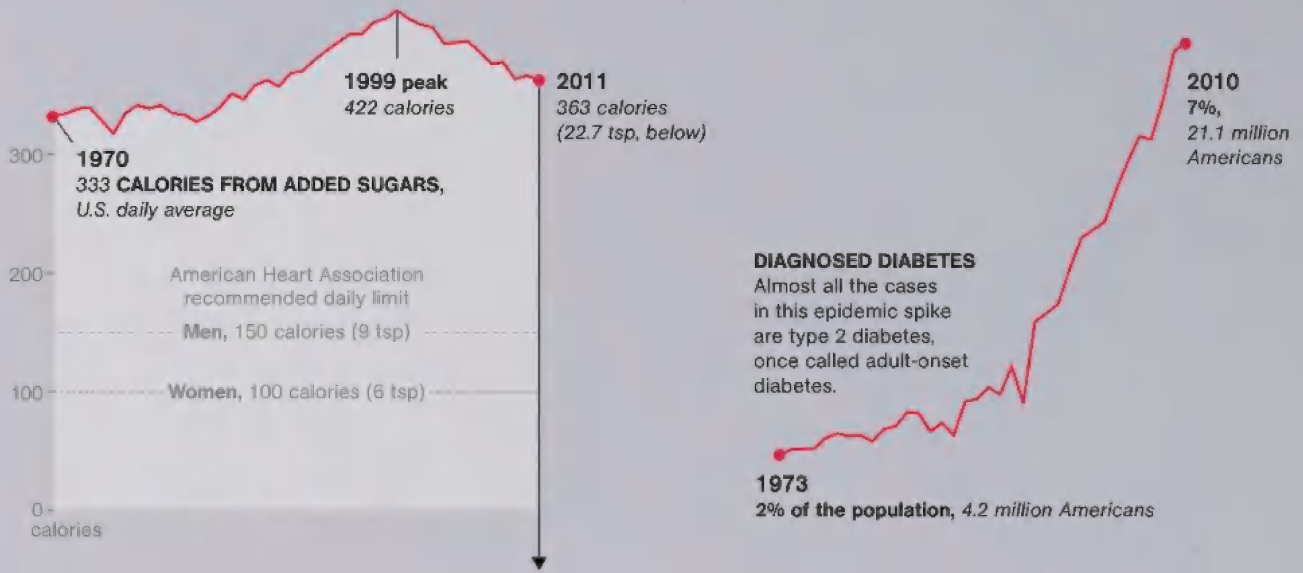 1999 peak
422 calories
2011
363 calories
(22.7 tsp, below)
300
1970
333 CALORIES FROM ADDED SUGARS,
U.S. daily average
200
American Heart Association
recommended daily limit
Men, 150 calories (9 tsp)
100
Women, 100 calories (6 tsp)
0
calories
2010
7%,
21.1 million
Americans
DIAGNOSED DIABETES
Almost all the cases
in this epidemic spike
are type 2 diabetes,
once called adult-onset
diabetes.
1973
2% of the population, 4.2 million Americans